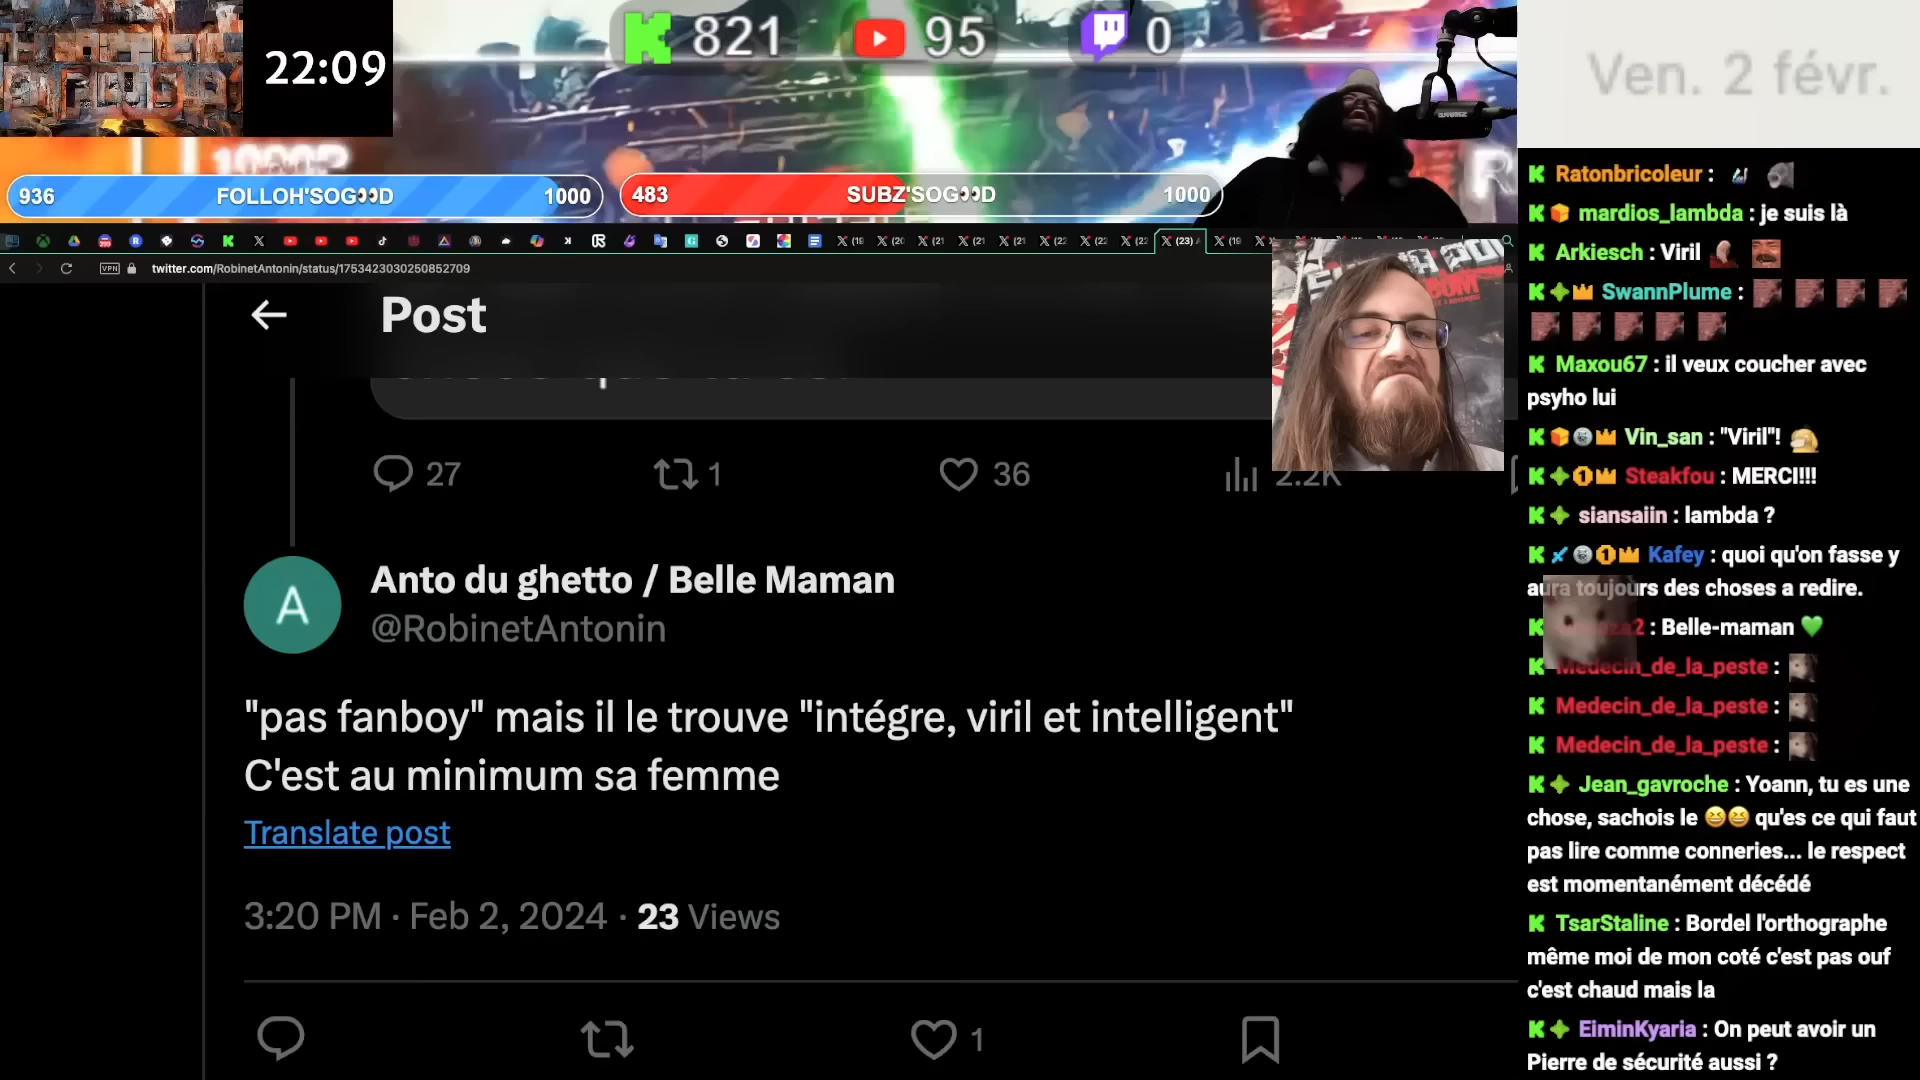 22:09
821
95
0
Ven. 2 févr.
936 FOLLOH'SOG👀D 1000
483 SUBZ'SOG👀D 1000
twitter.com/RobinetAntonin/status/1753423030250852709
Post
27
1
36
2.2K
A
Anto du ghetto / Belle Maman
@RobinetAntonin
"pas fanboy" mais il le trouve "intégre, viril et intelligent"
C'est au minimum sa femme
Translate post
3:20 PM · Feb 2, 2024 · 23 Views
1
Ratonbricoleur :
mardios_lambda : je suis là
Arkiesch : Viril
SwannPlume :
Maxou67 : il veux coucher avec
psyho lui
Vin_san : "Viril"!
Steakfou : MERCI!!!
siansaiin : lambda ?
Kafey : quoi qu'on fasse y
aura toujours des choses a redire.
: Belle-maman 💚
Medecin_de_la_peste :
Medecin_de_la_peste :
Medecin_de_la_peste :
Jean_gavroche : Yoann, tu es une
chose, sachois le 😆😆 qu'es ce qui faut
pas lire comme conneries... le respect
est momentanément décédé
TsarStaline : Bordel l'orthographe
même moi de mon coté c'est pas ouf
c'est chaud mais la
EiminKyaria : On peut avoir un
Pierre de sécurité aussi ?